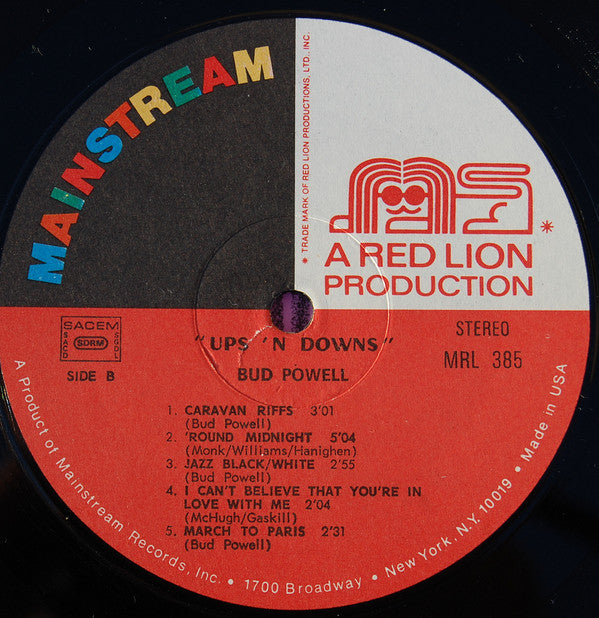 MAINSTREAM
* TRADE MARK OF RED LION PRODUCTIONS, LTD., INC.
*
A RED LION
PRODUCTION
SACEM
SACD
SDRM
SGDL
SIDE B
"UPS 'N DOWNS"
BUD POWELL
STEREO
MRL 385
1. CARAVAN RIFFS 3'01
(Bud Powell)
2. 'ROUND MIDNIGHT 5'04
(Monk/Williams/Hanighen)
3. JAZZ BLACK/WHITE 2'55
(Bud Powell)
4. I CAN'T BELIEVE THAT YOU'RE IN
LOVE WITH ME 2'04
(McHugh/Gaskill)
5. MARCH TO PARIS 2'31
(Bud Powell)
A Product of Mainstream Records, Inc. • 1700 Broadway • New York, N.Y. 10019 • Made in USA